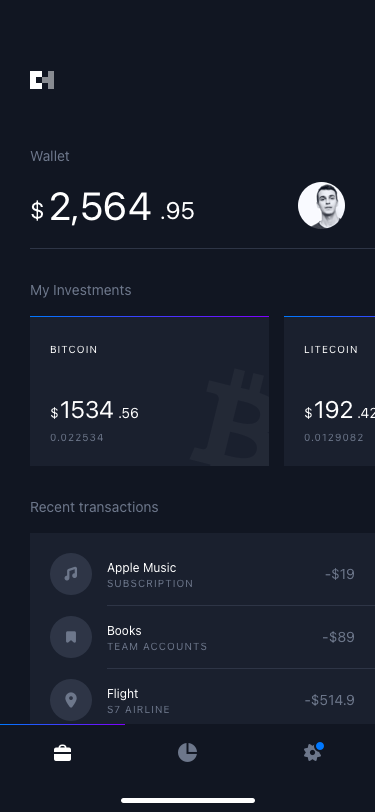 Wallet
$ 2,564 .95
My Investments
BITCOIN
LITECOIN
$ 1534 .56
$ 192 .42
0.022534
0.0129082
Recent transactions
Apple Music
-$19
SUBSCRIPTION
Books
-$89
TEAM ACCOUNTS
Flight
-$514.9
S7 AIRLINE